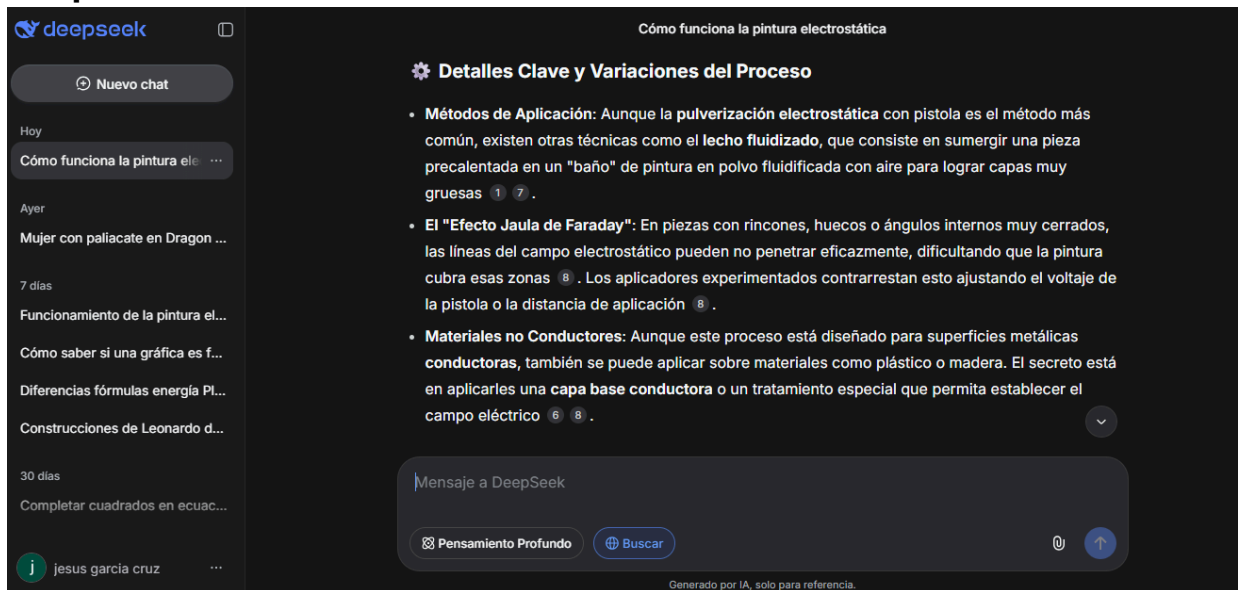 deepseek
Nuevo chat
Hoy
Cómo funciona la pintura ele ...
Ayer
Mujer con paliacate en Dragon ...
7 días
Funcionamiento de la pintura el...
Cómo saber si una gráfica es f...
Diferencias fórmulas energía Pl...
Construcciones de Leonardo d...
30 días
Completar cuadrados en ecuac...
j jesus garcia cruz ...
Cómo funciona la pintura electrostática
Detalles Clave y Variaciones del Proceso
• Métodos de Aplicación: Aunque la pulverización electrostática con pistola es el método más
común, existen otras técnicas como el lecho fluidizado, que consiste en sumergir una pieza
precalentada en un "baño" de pintura en polvo fluidificada con aire para lograr capas muy
gruesas 1 7 .
• El "Efecto Jaula de Faraday": En piezas con rincones, huecos o ángulos internos muy cerrados,
las líneas del campo electrostático pueden no penetrar eficazmente, dificultando que la pintura
cubra esas zonas 8 . Los aplicadores experimentados contrarrestan esto ajustando el voltaje de
la pistola o la distancia de aplicación 8 .
• Materiales no Conductores: Aunque este proceso está diseñado para superficies metálicas
conductoras, también se puede aplicar sobre materiales como plástico o madera. El secreto está
en aplicarles una capa base conductora o un tratamiento especial que permita establecer el
campo eléctrico 6 8 .
Mensaje a DeepSeek
Pensamiento Profundo
Buscar
Generado por IA, solo para referencia.